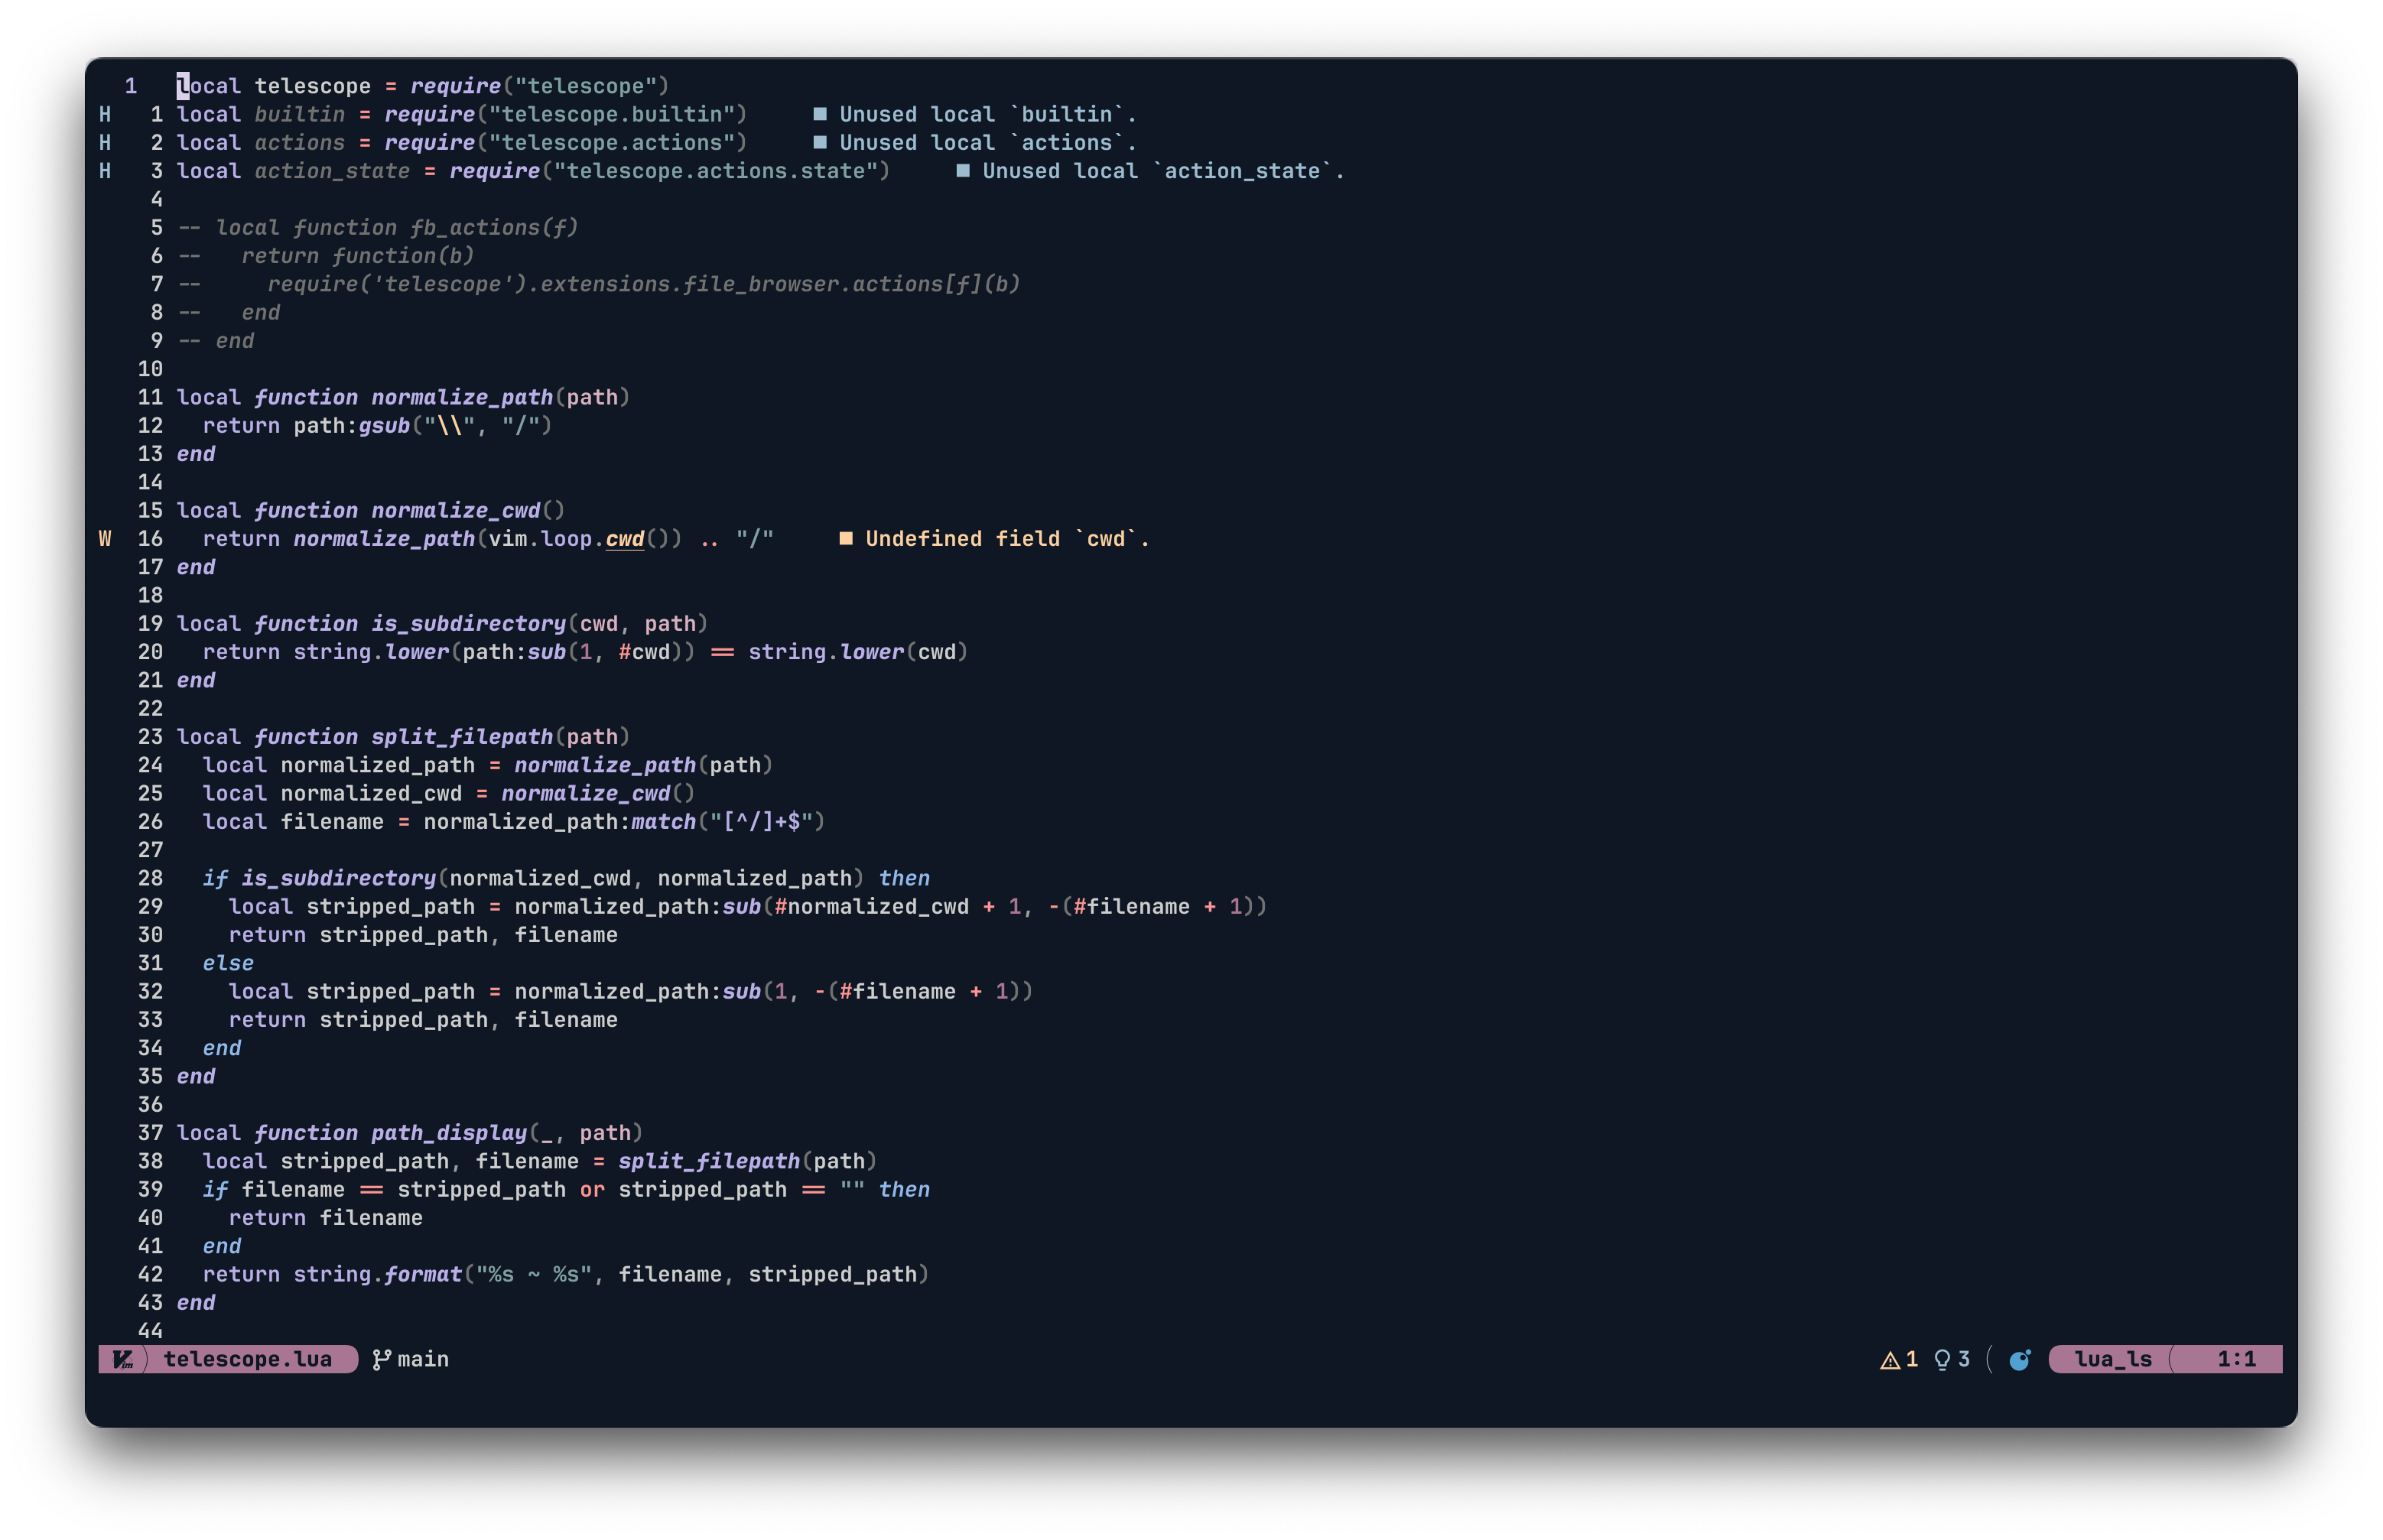 1 local telescope = require("telescope")
H 1 local builtin = require("telescope.builtin") ■ Unused local `builtin`.
H 2 local actions = require("telescope.actions") ■ Unused local `actions`.
H 3 local action_state = require("telescope.actions.state") ■ Unused local `action_state`.
4
5 -- local function fb_actions(f)
6 --   return function(b)
7 --     require('telescope').extensions.file_browser.actions[f](b)
8 --   end
9 -- end
10
11 local function normalize_path(path)
12   return path:gsub("\\", "/")
13 end
14
15 local function normalize_cwd()
W 16   return normalize_path(vim.loop.cwd()) .. "/" ■ Undefined field `cwd`.
17 end
18
19 local function is_subdirectory(cwd, path)
20   return string.lower(path:sub(1, #cwd)) == string.lower(cwd)
21 end
22
23 local function split_filepath(path)
24   local normalized_path = normalize_path(path)
25   local normalized_cwd = normalize_cwd()
26   local filename = normalized_path:match("[^/]+$")
27
28   if is_subdirectory(normalized_cwd, normalized_path) then
29     local stripped_path = normalized_path:sub(#normalized_cwd + 1, -(#filename + 1))
30     return stripped_path, filename
31   else
32     local stripped_path = normalized_path:sub(1, -(#filename + 1))
33     return stripped_path, filename
34   end
35 end
36
37 local function path_display(_, path)
38   local stripped_path, filename = split_filepath(path)
39   if filename == stripped_path or stripped_path == "" then
40     return filename
41   end
42   return string.format("%s ~ %s", filename, stripped_path)
43 end
44
Vim telescope.lua main 1 3 lua_ls 1:1